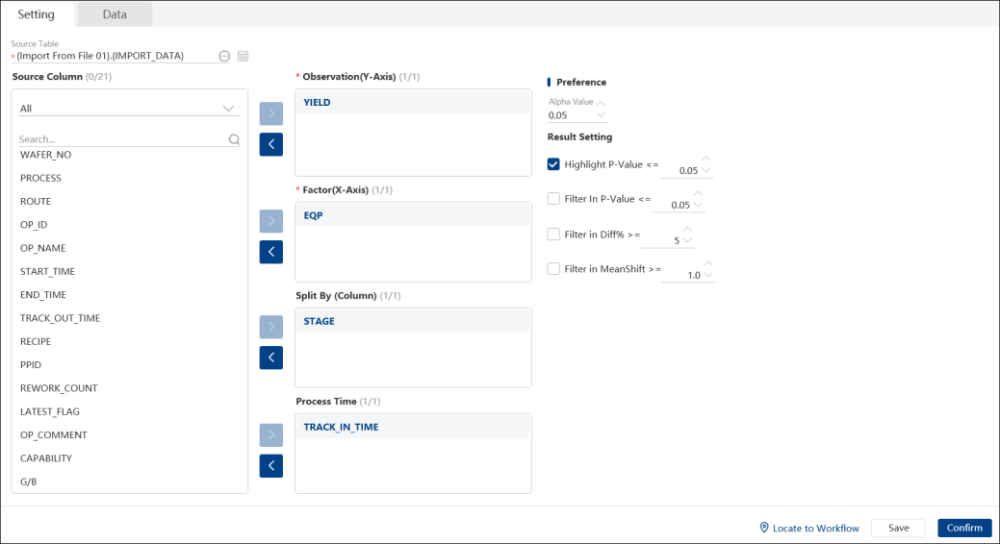 Setting
Data
Source Table
* {Import From File 01}.{IMPORT_DATA}
Source Column (0/21)
All
Search...
WAFER_NO
PROCESS
ROUTE
OP_ID
OP_NAME
START_TIME
END_TIME
TRACK_OUT_TIME
RECIPE
PPID
REWORK_COUNT
LATEST_FLAG
OP_COMMENT
CAPABILITY
G/B
* Observation(Y-Axis) (1/1)
YIELD
* Factor(X-Axis) (1/1)
EQP
Split By (Column) (1/1)
STAGE
Process Time (1/1)
TRACK_IN_TIME
Preference
Alpha Value
0.05
Result Setting
Highlight P-Value <= 0.05
Filter In P-Value <= 0.05
Filter in Diff% >= 5
Filter in MeanShift >= 1.0
Locate to Workflow
Save
Confirm